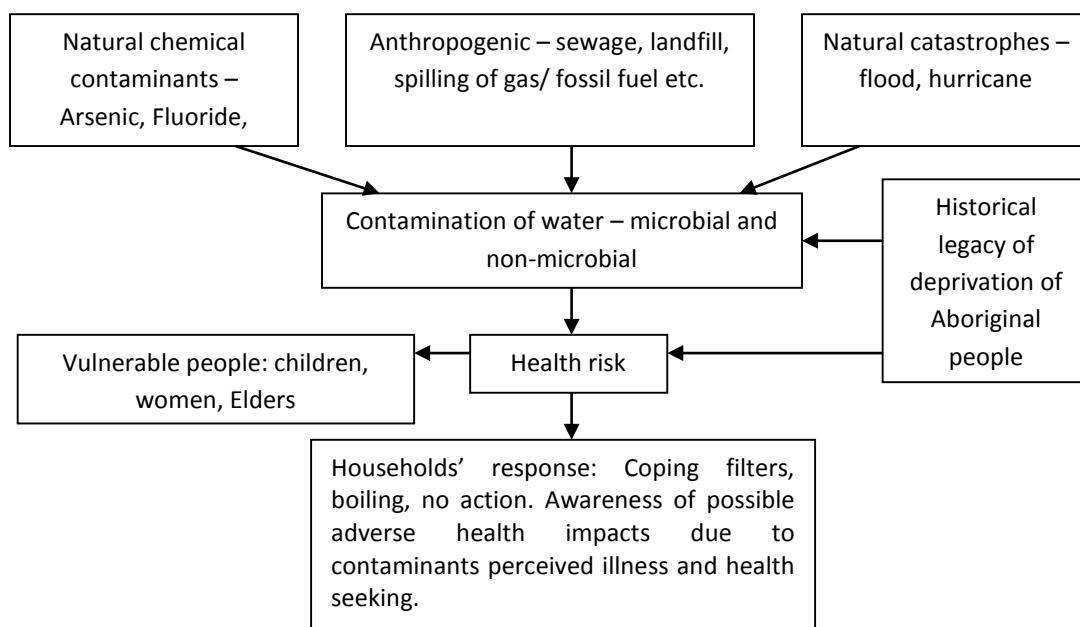 Natural chemical
contaminants –
Arsenic, Fluoride,
Anthropogenic – sewage, landfill,
spilling of gas/ fossil fuel etc.
Natural catastrophes –
flood, hurricane
Contamination of water – microbial and
non-microbial
Historical
legacy of
deprivation of
Aboriginal
people
Vulnerable people: children,
women, Elders
Health risk
Households’ response: Coping filters,
boiling, no action. Awareness of possible
adverse health impacts due to
contaminants perceived illness and health
seeking.